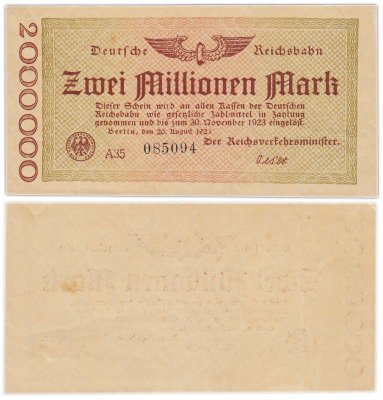 2000000
Deutsche Reichsbahn
Zwei Millionen Mark
Dieser Schein wird an allen Kassen der Deutschen
Reichsbahn wie gesetzliche Zahlmittel in Zahlung
genommen und bis zum 30. November 1923 eingelöst.
Berlin, den 20. August 1923
Der Reichsverkehrsminister.
A35 085094